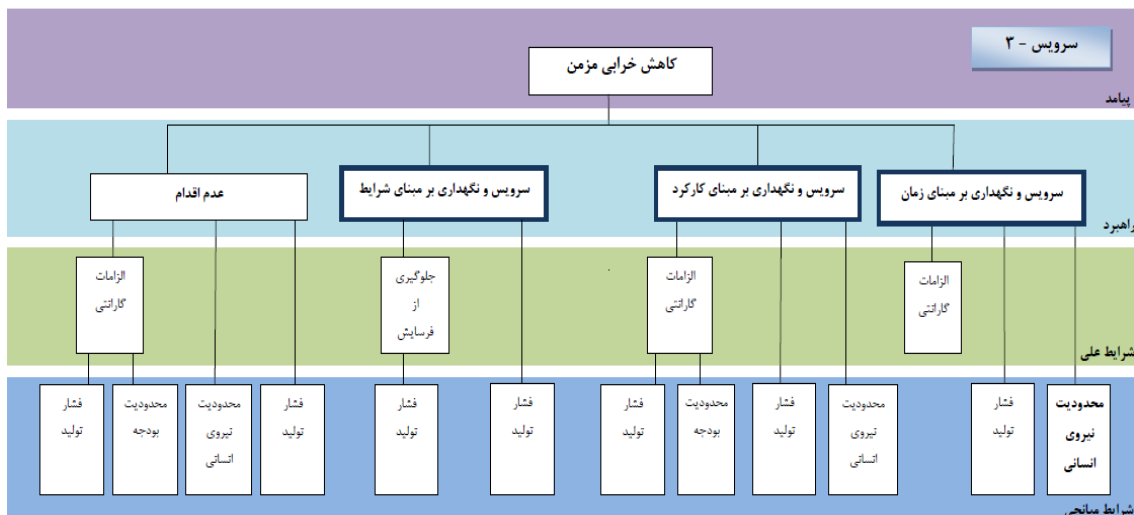 سرویس - ۳
کاهش خرابی مزمن
پیامد
سرویس و نگهداری بر مبنای زمان
سرویس و نگهداری بر مبنای کارکرد
سرویس و نگهداری بر مبنای شرایط
عدم اقدام
راهبرد
الزامات
گارانتی
الزامات
گارانتی
جلوگیری
از
فرسایش
الزامات
گارانتی
شرایط علی
محدودیت
نیروی
انسانی
فشار
تولید
محدودیت
نیروی
انسانی
فشار
تولید
محدودیت
بودجه
فشار
تولید
فشار
تولید
فشار
تولید
فشار
تولید
محدودیت
نیروی
انسانی
محدودیت
بودجه
فشار
تولید
شرایط میانجی